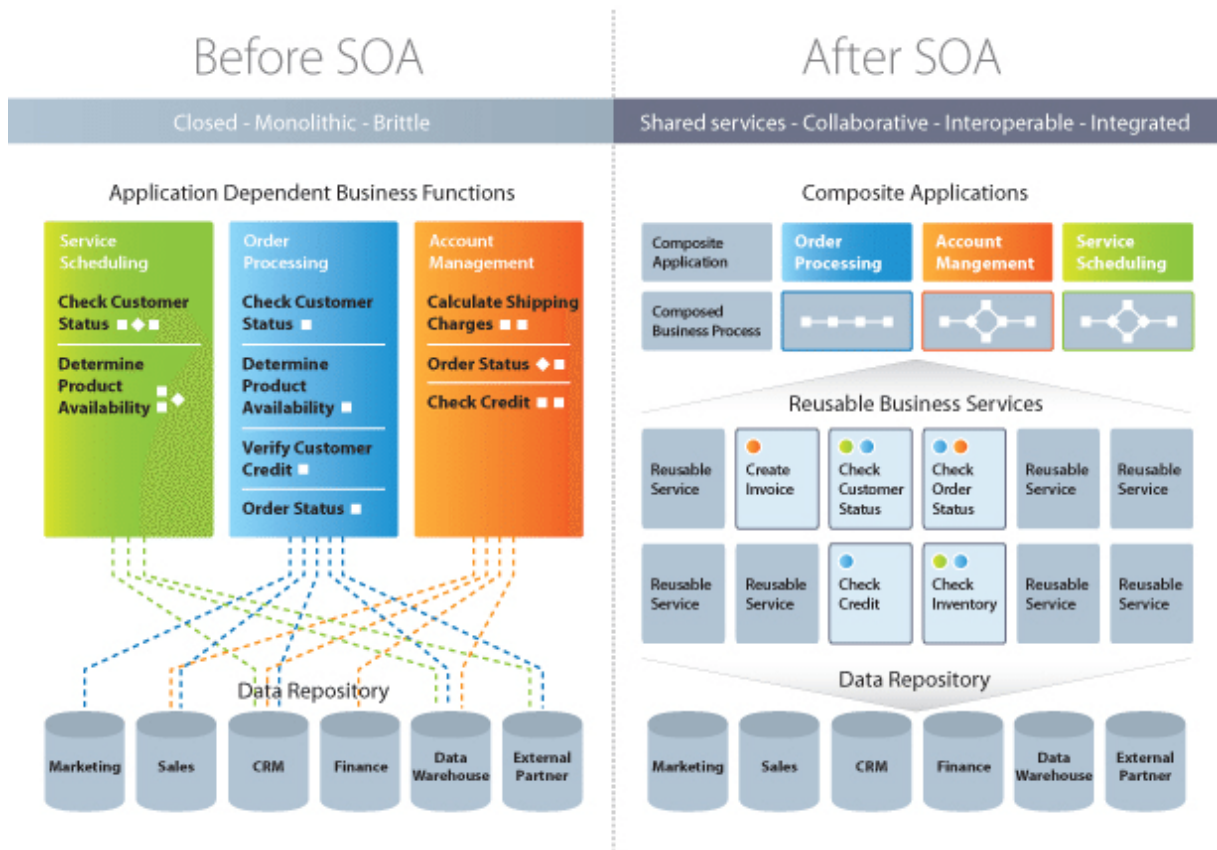 Before SOA
Closed - Monolithic - Brittle
Application Dependent Business Functions
Service
Scheduling
Check Customer
Status
Determine
Product
Availability
Order
Processing
Check Customer
Status
Determine
Product
Availability
Verify Customer
Credit
Order Status
Account
Management
Calculate Shipping
Charges
Order Status
Check Credit
Data Repository
Marketing
Sales
CRM
Finance
Data
Warehouse
External
Partner
After SOA
Shared services - Collaborative - Interoperable - Integrated
Composite Applications
Composite
Application
Order
Processing
Account
Mangement
Service
Scheduling
Composed
Business Process
Reusable Business Services
Reusable
Service
Create
Invoice
Check
Customer
Status
Check
Order
Status
Reusable
Service
Reusable
Service
Reusable
Service
Reusable
Service
Check
Credit
Check
Inventory
Reusable
Service
Reusable
Service
Data Repository
Marketing
Sales
CRM
Finance
Data
Warehouse
External
Partner